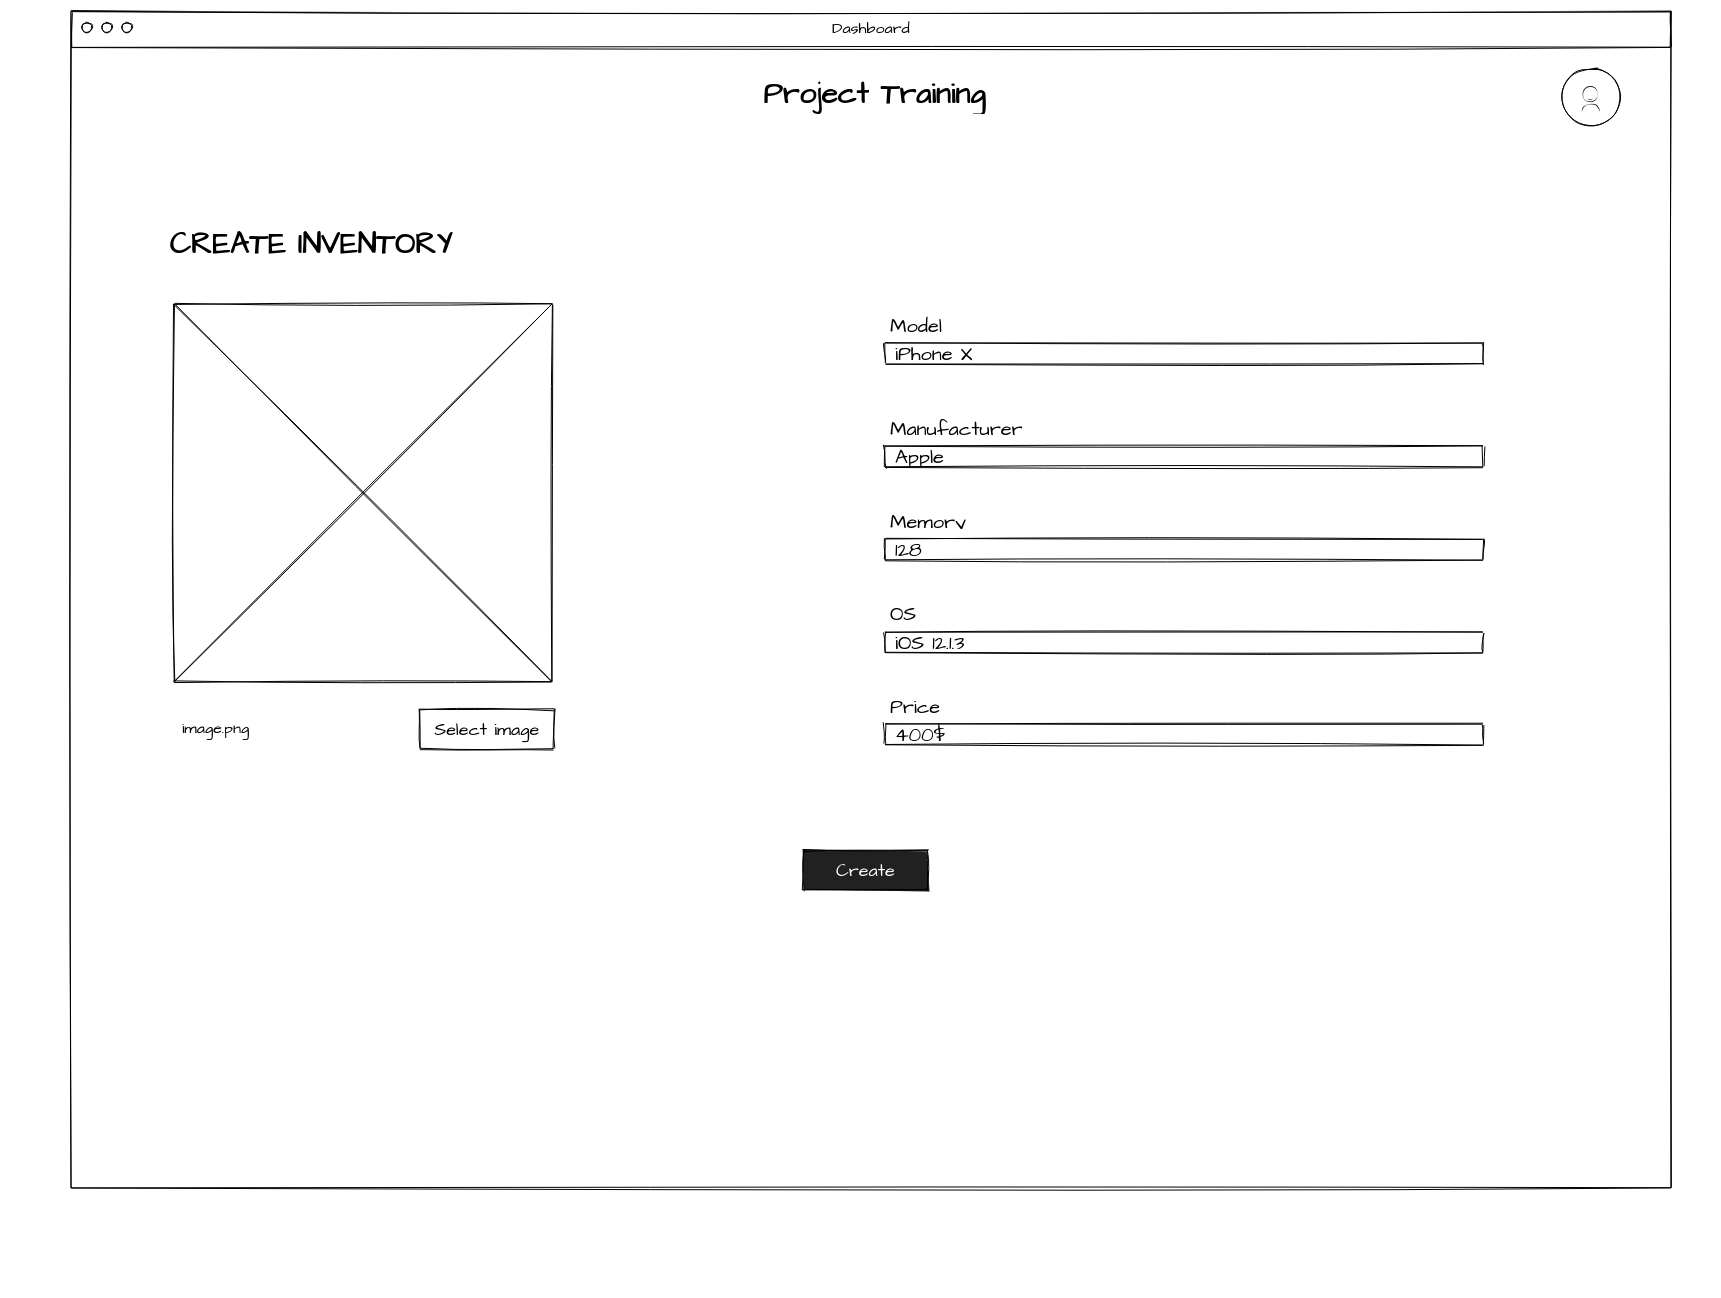 Dashboard
Project Training
CREATE INVENTORY
Model
iPhone X
Manufacturer
Apple
Memory
128
OS
iOS 12.1.3
Price
400$
image.png
Select image
Create